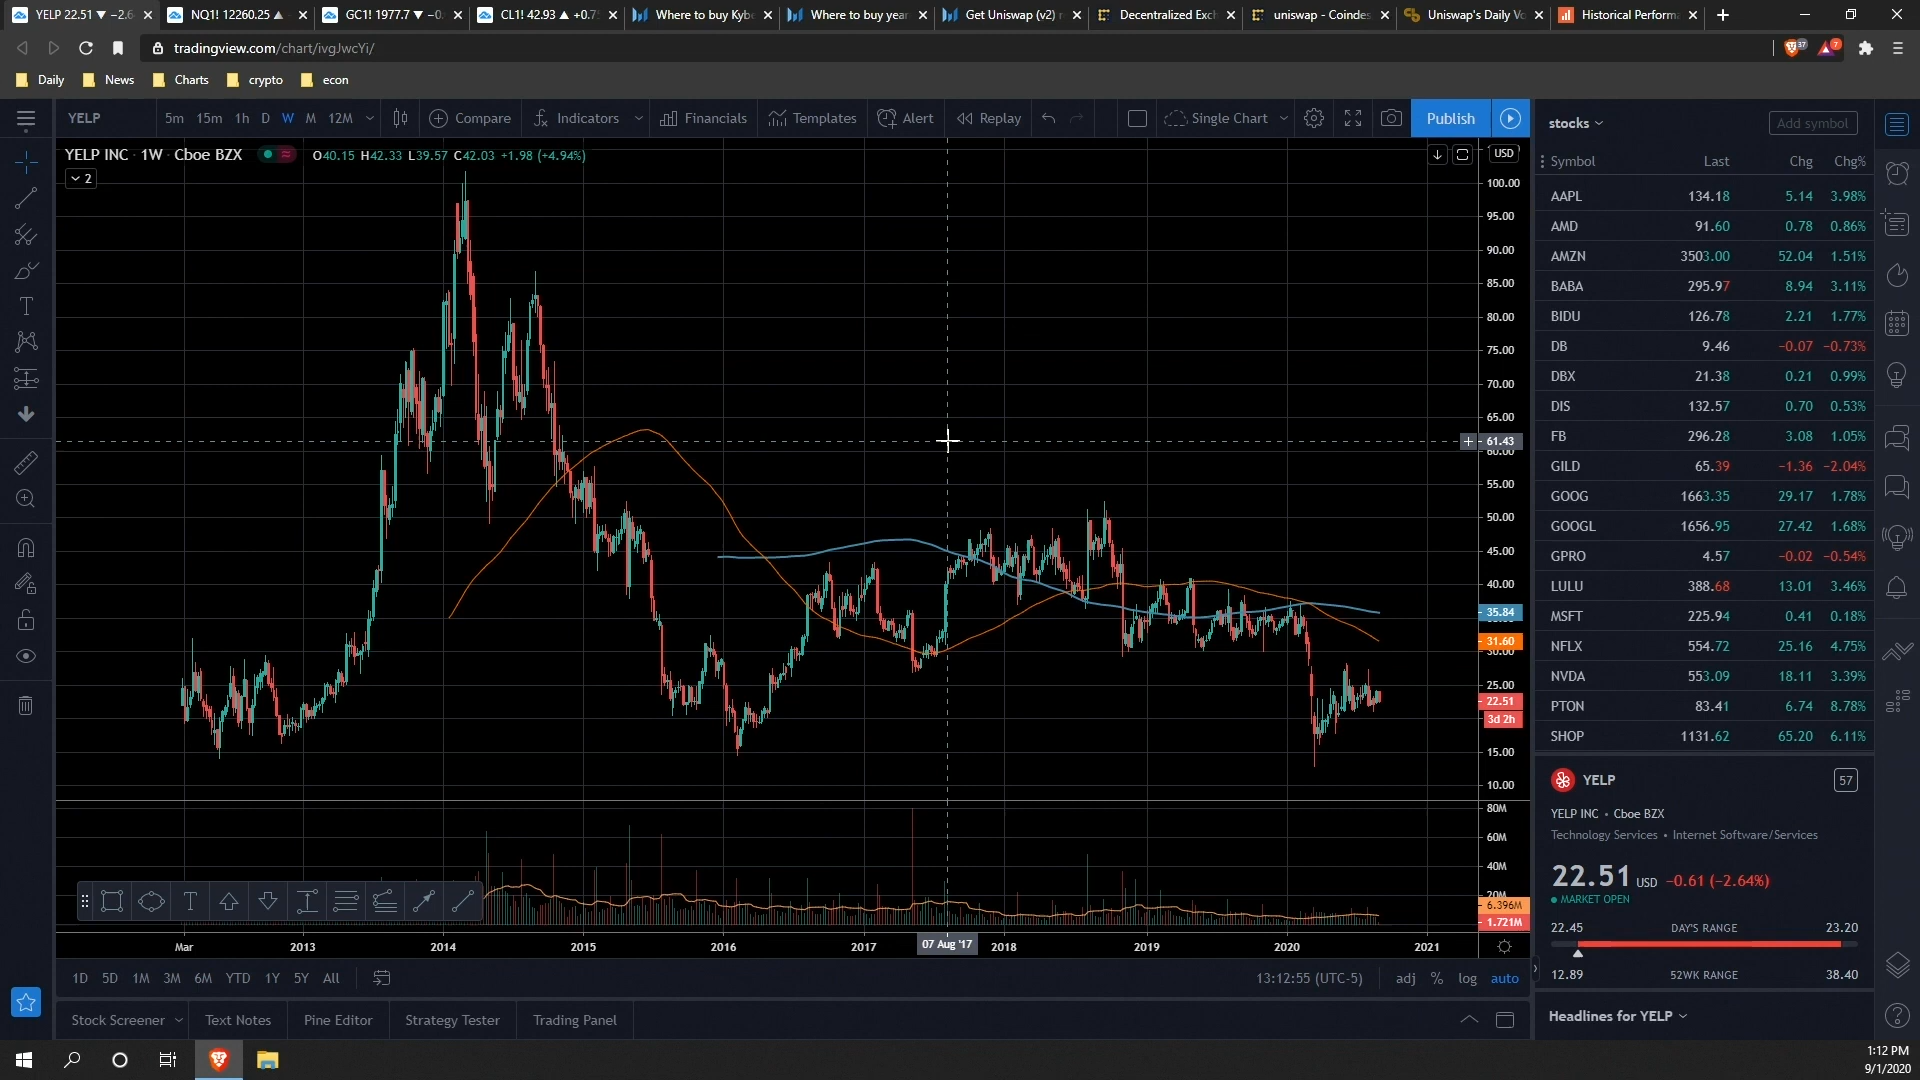 YELP 22.51 ▼ −2.6
NQ1! 12260.25 ▲
GC1! 1977.7 ▼ −0.
CL1! 42.93 ▲ +0.7
Where to buy Kybe
Where to buy year
Get Uniswap (v2) r
Decentralized Exch
uniswap - Coindes
Uniswap's Daily Vo
Historical Perform
tradingview.com/chart/ivgJwcYi/
37
7
Daily News Charts crypto econ
YELP 5m 15m 1h D W M 12M Compare Indicators Financials Templates Alert Replay Single Chart Publish
YELP INC · 1W · Cboe BZX O40.15 H42.33 L39.57 C42.03 +1.98 (+4.94%)
2
USD
100.00
95.00
90.00
85.00
80.00
75.00
70.00
65.00
61.43
60.00
55.00
50.00
45.00
40.00
35.84
31.60
30.00
25.00
22.51
3d 2h
15.00
10.00
80M
60M
40M
20M
6.396M
1.721M
Mar 2013 2014 2015 2016 2017 07 Aug '17 2018 2019 2020 2021
1D 5D 1M 3M 6M YTD 1Y 5Y All 13:12:55 (UTC-5) adj % log auto
Stock Screener Text Notes Pine Editor Strategy Tester Trading Panel
stocks Add symbol
Symbol Last Chg Chg%
AAPL 134.18 5.14 3.98%
AMD 91.60 0.78 0.86%
AMZN 3503.00 52.04 1.51%
BABA 295.97 8.94 3.11%
BIDU 126.78 2.21 1.77%
DB 9.46 −0.07 −0.73%
DBX 21.38 0.21 0.99%
DIS 132.57 0.70 0.53%
FB 296.28 3.08 1.05%
GILD 65.39 −1.36 −2.04%
GOOG 1663.35 29.17 1.78%
GOOGL 1656.95 27.42 1.68%
GPRO 4.57 −0.02 −0.54%
LULU 388.68 13.01 3.46%
MSFT 225.94 0.41 0.18%
NFLX 554.72 25.16 4.75%
NVDA 553.09 18.11 3.39%
PTON 83.41 6.74 8.78%
SHOP 1131.62 65.20 6.11%
YELP 57
YELP INC • Cboe BZX
Technology Services • Internet Software/Services
22.51 USD −0.61 (−2.64%)
MARKET OPEN
22.45 DAY'S RANGE 23.20
12.89 52WK RANGE 38.40
Headlines for YELP
1:12 PM
9/1/2020